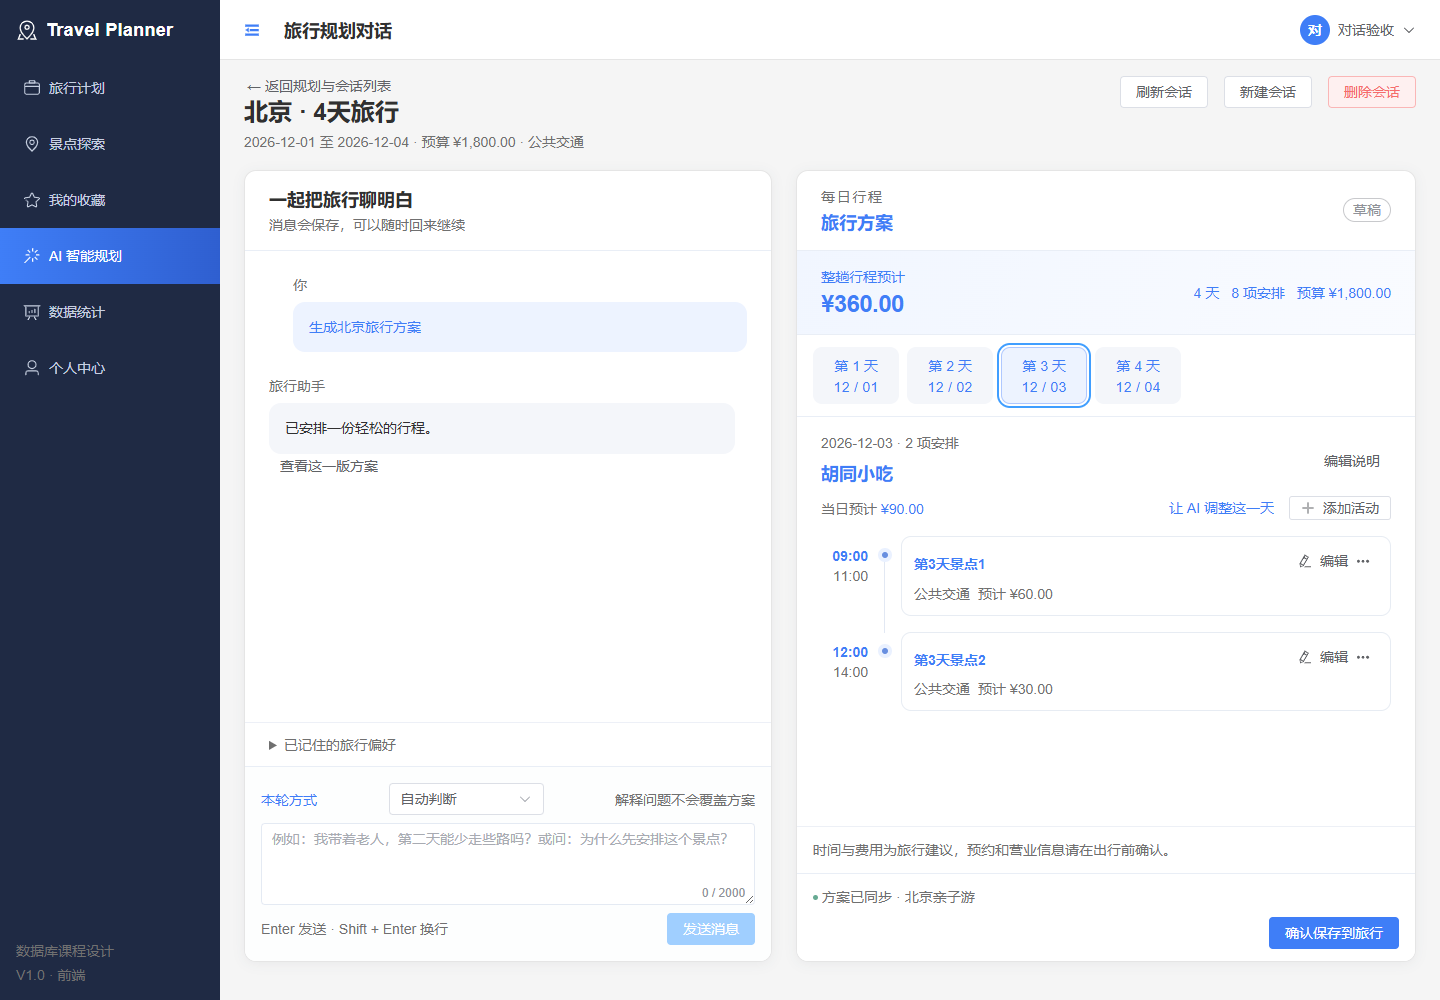 Travel Planner
旅行计划
景点探索
我的收藏
AI 智能规划
数据统计
个人中心
数据库课程设计
V1.0 · 前端
旅行规划对话
对
对话验收
← 返回规划与会话列表
北京 · 4天旅行
2026-12-01 至 2026-12-04 · 预算 ¥1,800.00 · 公共交通
刷新会话
新建会话
删除会话
一起把旅行聊明白
消息会保存，可以随时回来继续
你
生成北京旅行方案
旅行助手
已安排一份轻松的行程。
查看这一版方案
已记住的旅行偏好
本轮方式
自动判断
解释问题不会覆盖方案
例如：我带着老人，第二天能少走些路吗？或问：为什么先安排这个景点？
0 / 2000
Enter 发送 · Shift + Enter 换行
发送消息
每日行程
旅行方案
草稿
整趟行程预计
¥360.00
4 天 8 项安排 预算 ¥1,800.00
第 1 天
12 / 01
第 2 天
12 / 02
第 3 天
12 / 03
第 4 天
12 / 04
2026-12-03 · 2 项安排
胡同小吃
编辑说明
当日预计 ¥90.00
让 AI 调整这一天
添加活动
09:00
11:00
第3天景点1
公共交通 预计 ¥60.00
编辑
12:00
14:00
第3天景点2
公共交通 预计 ¥30.00
编辑
时间与费用为旅行建议，预约和营业信息请在出行前确认。
方案已同步 · 北京亲子游
确认保存到旅行